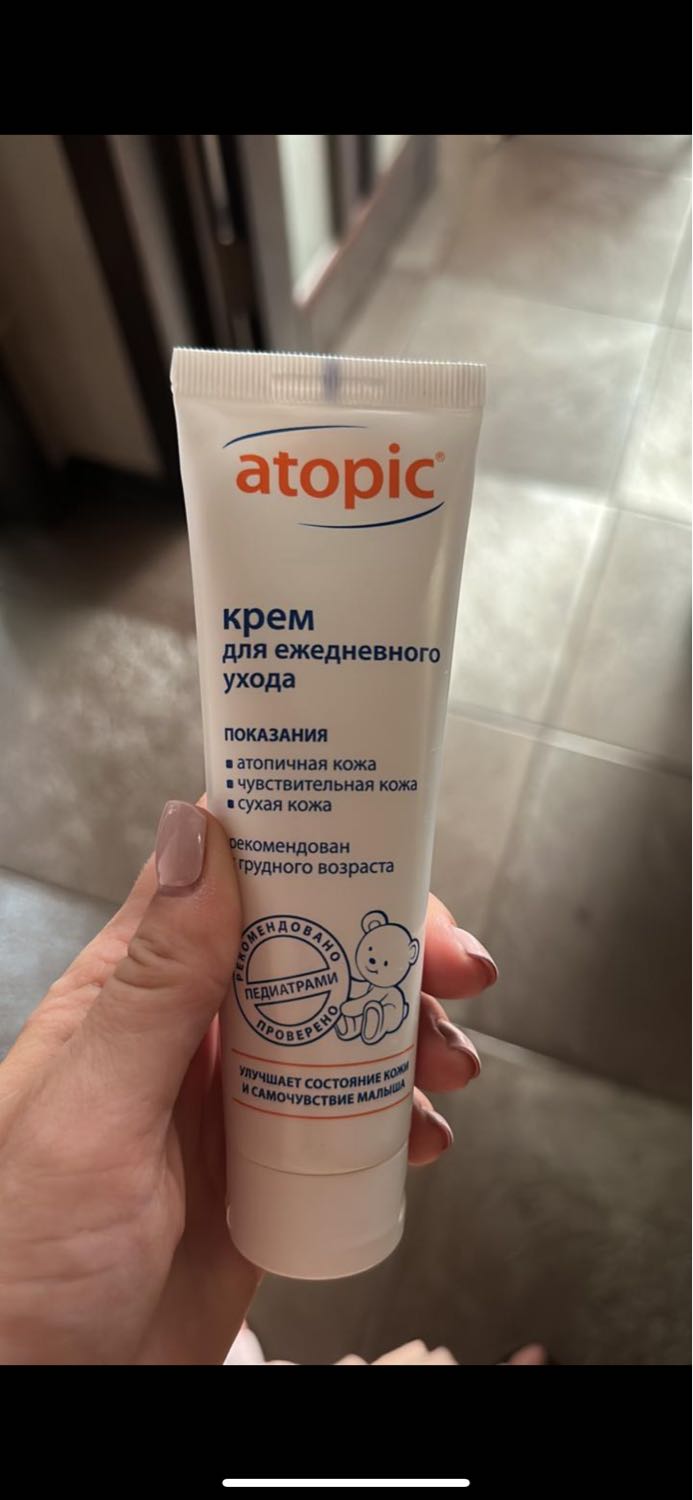 atopic®
крем
для ежедневного
ухода
ПОКАЗАНИЯ
▪ атопичная кожа
▪ чувствительная кожа
▪ сухая кожа
рекомендован
грудного возраста
РЕКОМЕНДОВАНО
ПЕДИАТРАМИ
ПРОВЕРЕНО
УЛУЧШАЕТ СОСТОЯНИЕ КОЖИ
И САМОЧУВСТВИЕ МАЛЫША